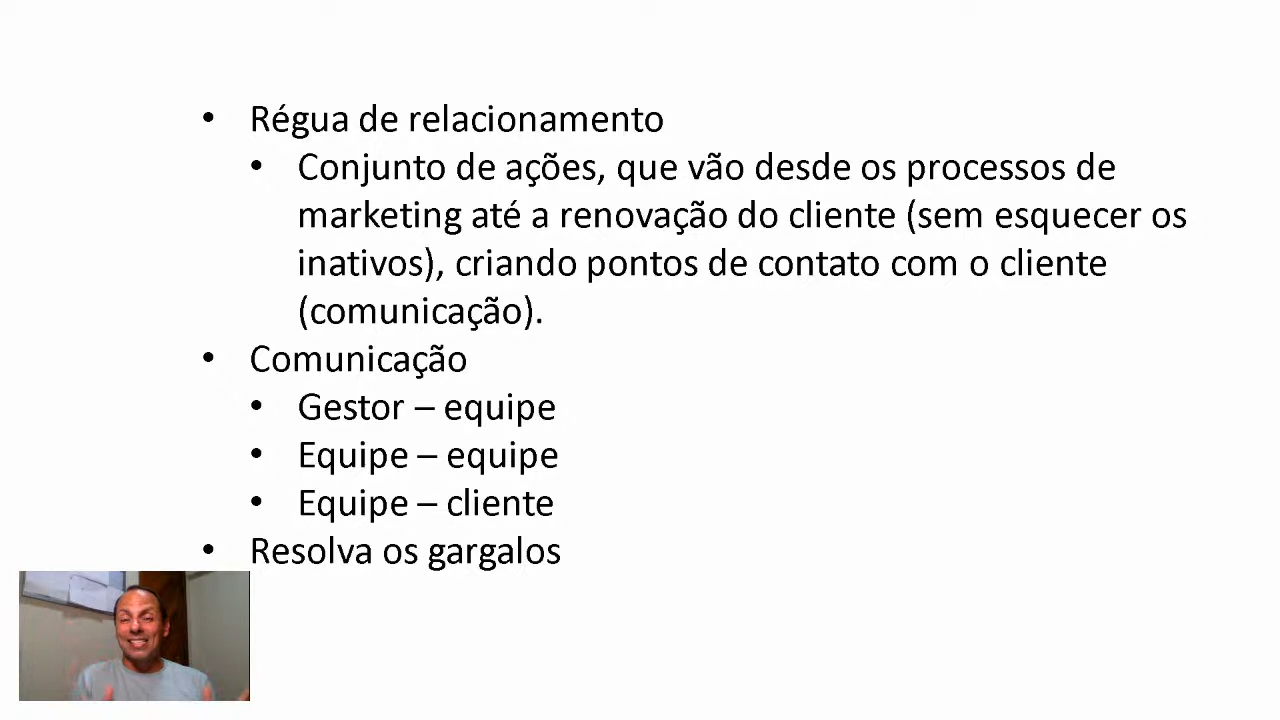 • Régua de relacionamento
• Conjunto de ações, que vão desde os processos de
marketing até a renovação do cliente (sem esquecer os
inativos), criando pontos de contato com o cliente
(comunicação).
• Comunicação
• Gestor – equipe
• Equipe – equipe
• Equipe – cliente
• Resolva os gargalos